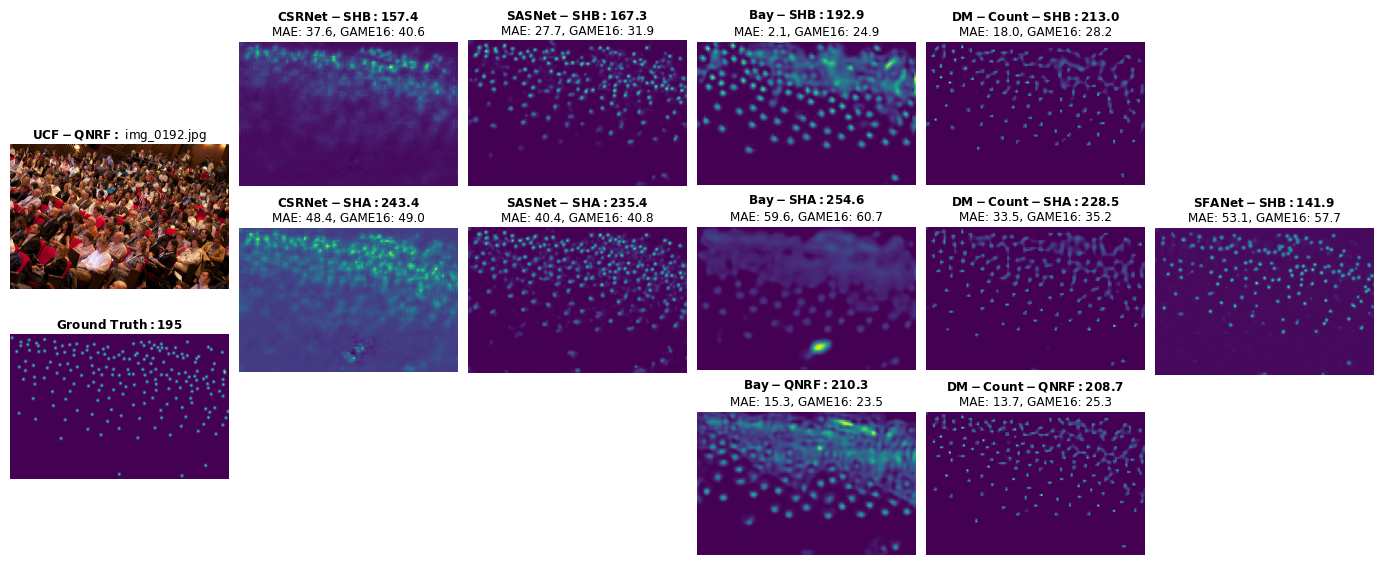 CSRNet − SHB : 157.4
MAE: 37.6, GAME16: 40.6
SASNet − SHB : 167.3
MAE: 27.7, GAME16: 31.9
Bay − SHB : 192.9
MAE: 2.1, GAME16: 24.9
DM − Count − SHB : 213.0
MAE: 18.0, GAME16: 28.2
UCF − QNRF : img_0192.jpg
CSRNet − SHA : 243.4
MAE: 48.4, GAME16: 49.0
SASNet − SHA : 235.4
MAE: 40.4, GAME16: 40.8
Bay − SHA : 254.6
MAE: 59.6, GAME16: 60.7
DM − Count − SHA : 228.5
MAE: 33.5, GAME16: 35.2
SFANet − SHB : 141.9
MAE: 53.1, GAME16: 57.7
Ground Truth : 195
Bay − QNRF : 210.3
MAE: 15.3, GAME16: 23.5
DM − Count − QNRF : 208.7
MAE: 13.7, GAME16: 25.3